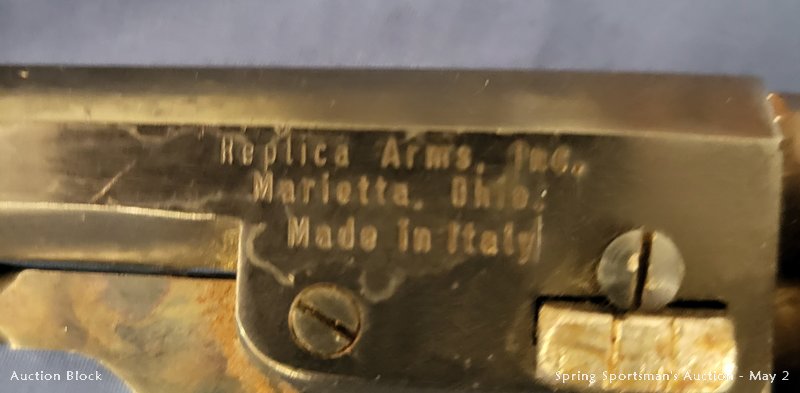 Replica Arms, Inc.,
Marietta, Ohio.
Made in Italy
Auction Block
Spring Sportsman's Auction - May 2